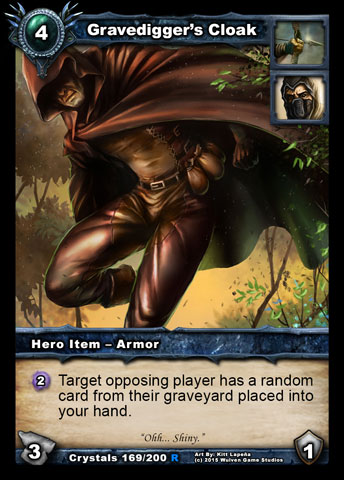 4
Gravedigger's Cloak
Hero Item – Armor
2
Target opposing player has a random
card from their graveyard placed into
your hand.
"Ohh... Shiny."
3
Crystals 169/200 R
Art By: Kitt Lapeña
(c) 2015 Wulven Game Studios
1